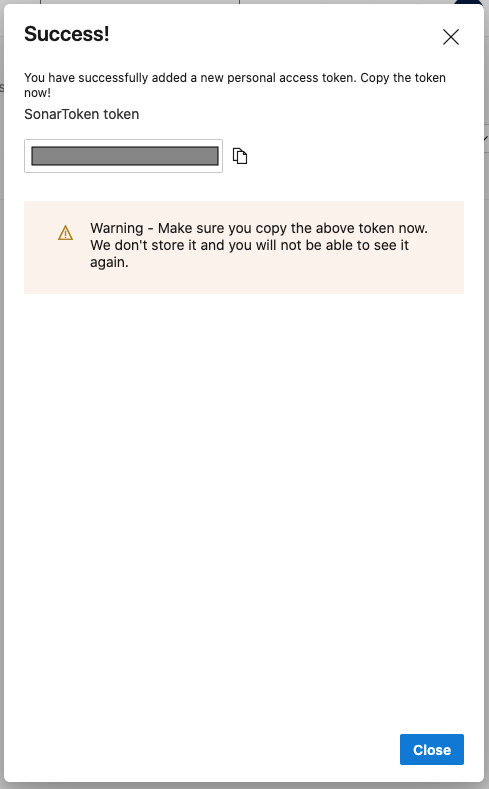 Success!
You have successfully added a new personal access token. Copy the token
now!
SonarToken token
Warning - Make sure you copy the above token now.
We don't store it and you will not be able to see it
again.
Close